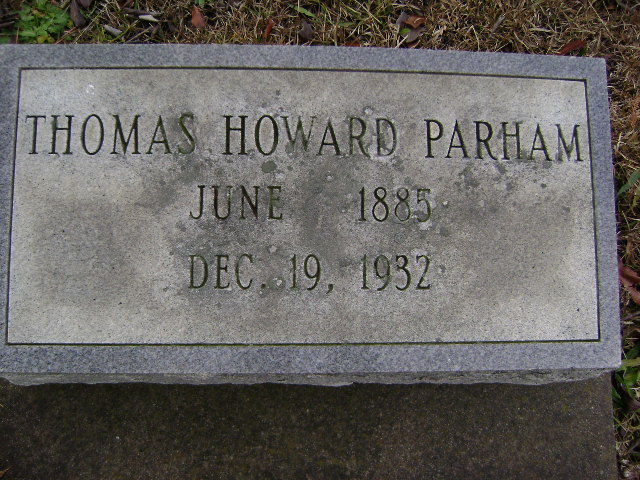 THOMAS HOWARD PARHAM
JUNE 1885
DEC. 19, 1932